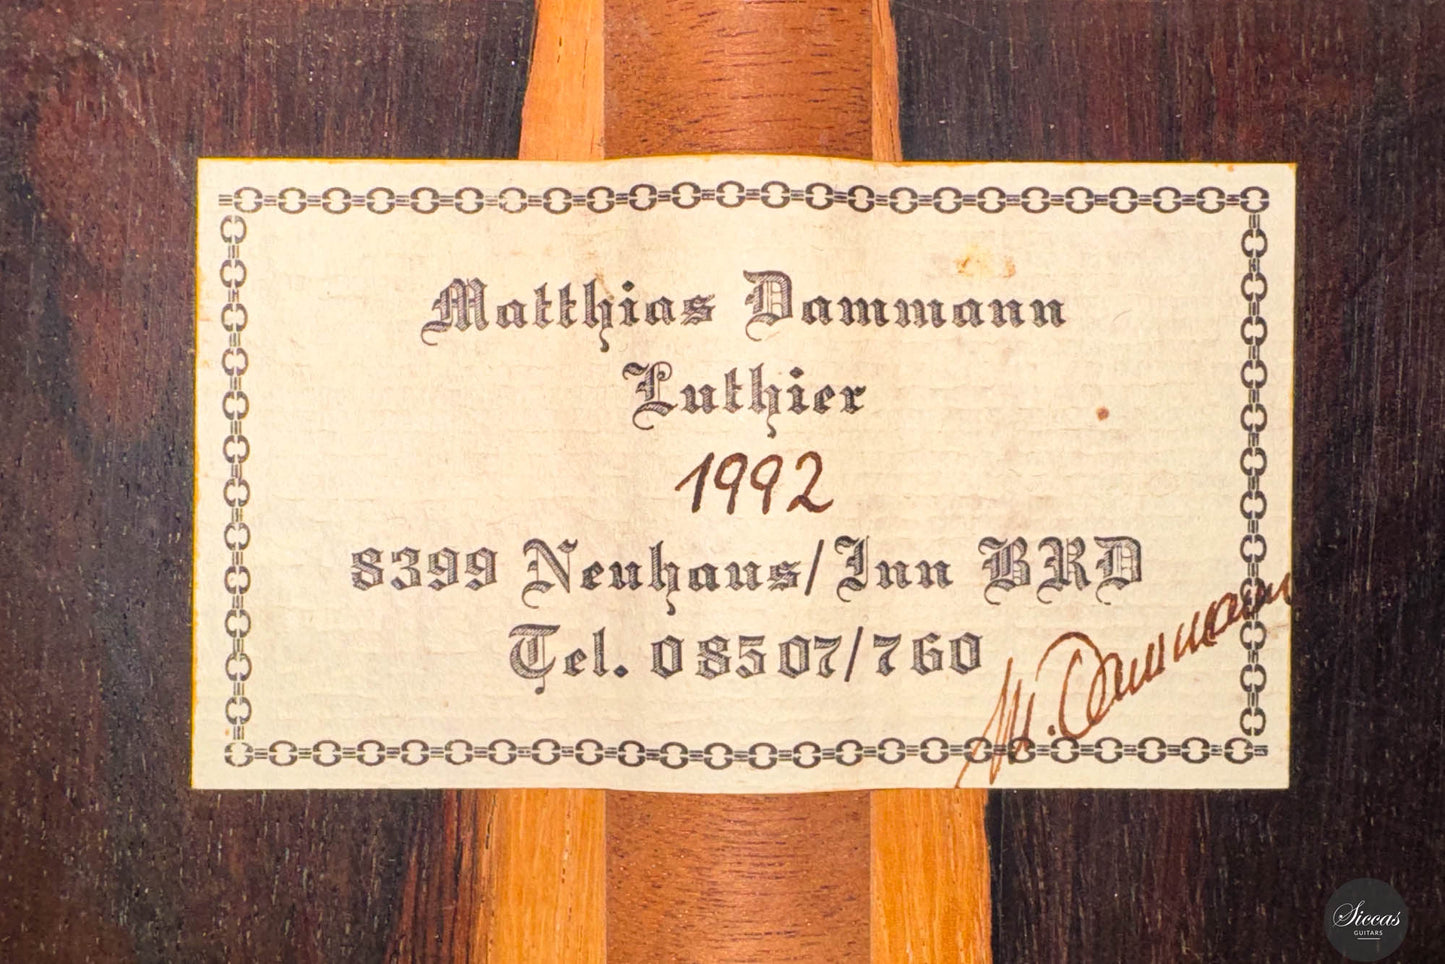 Matthias Dammann
Luthier
1992
8399 Neuhaus/Inn BRD
Tel. 08507/760
M. Dammann
Siccas
GUITARS